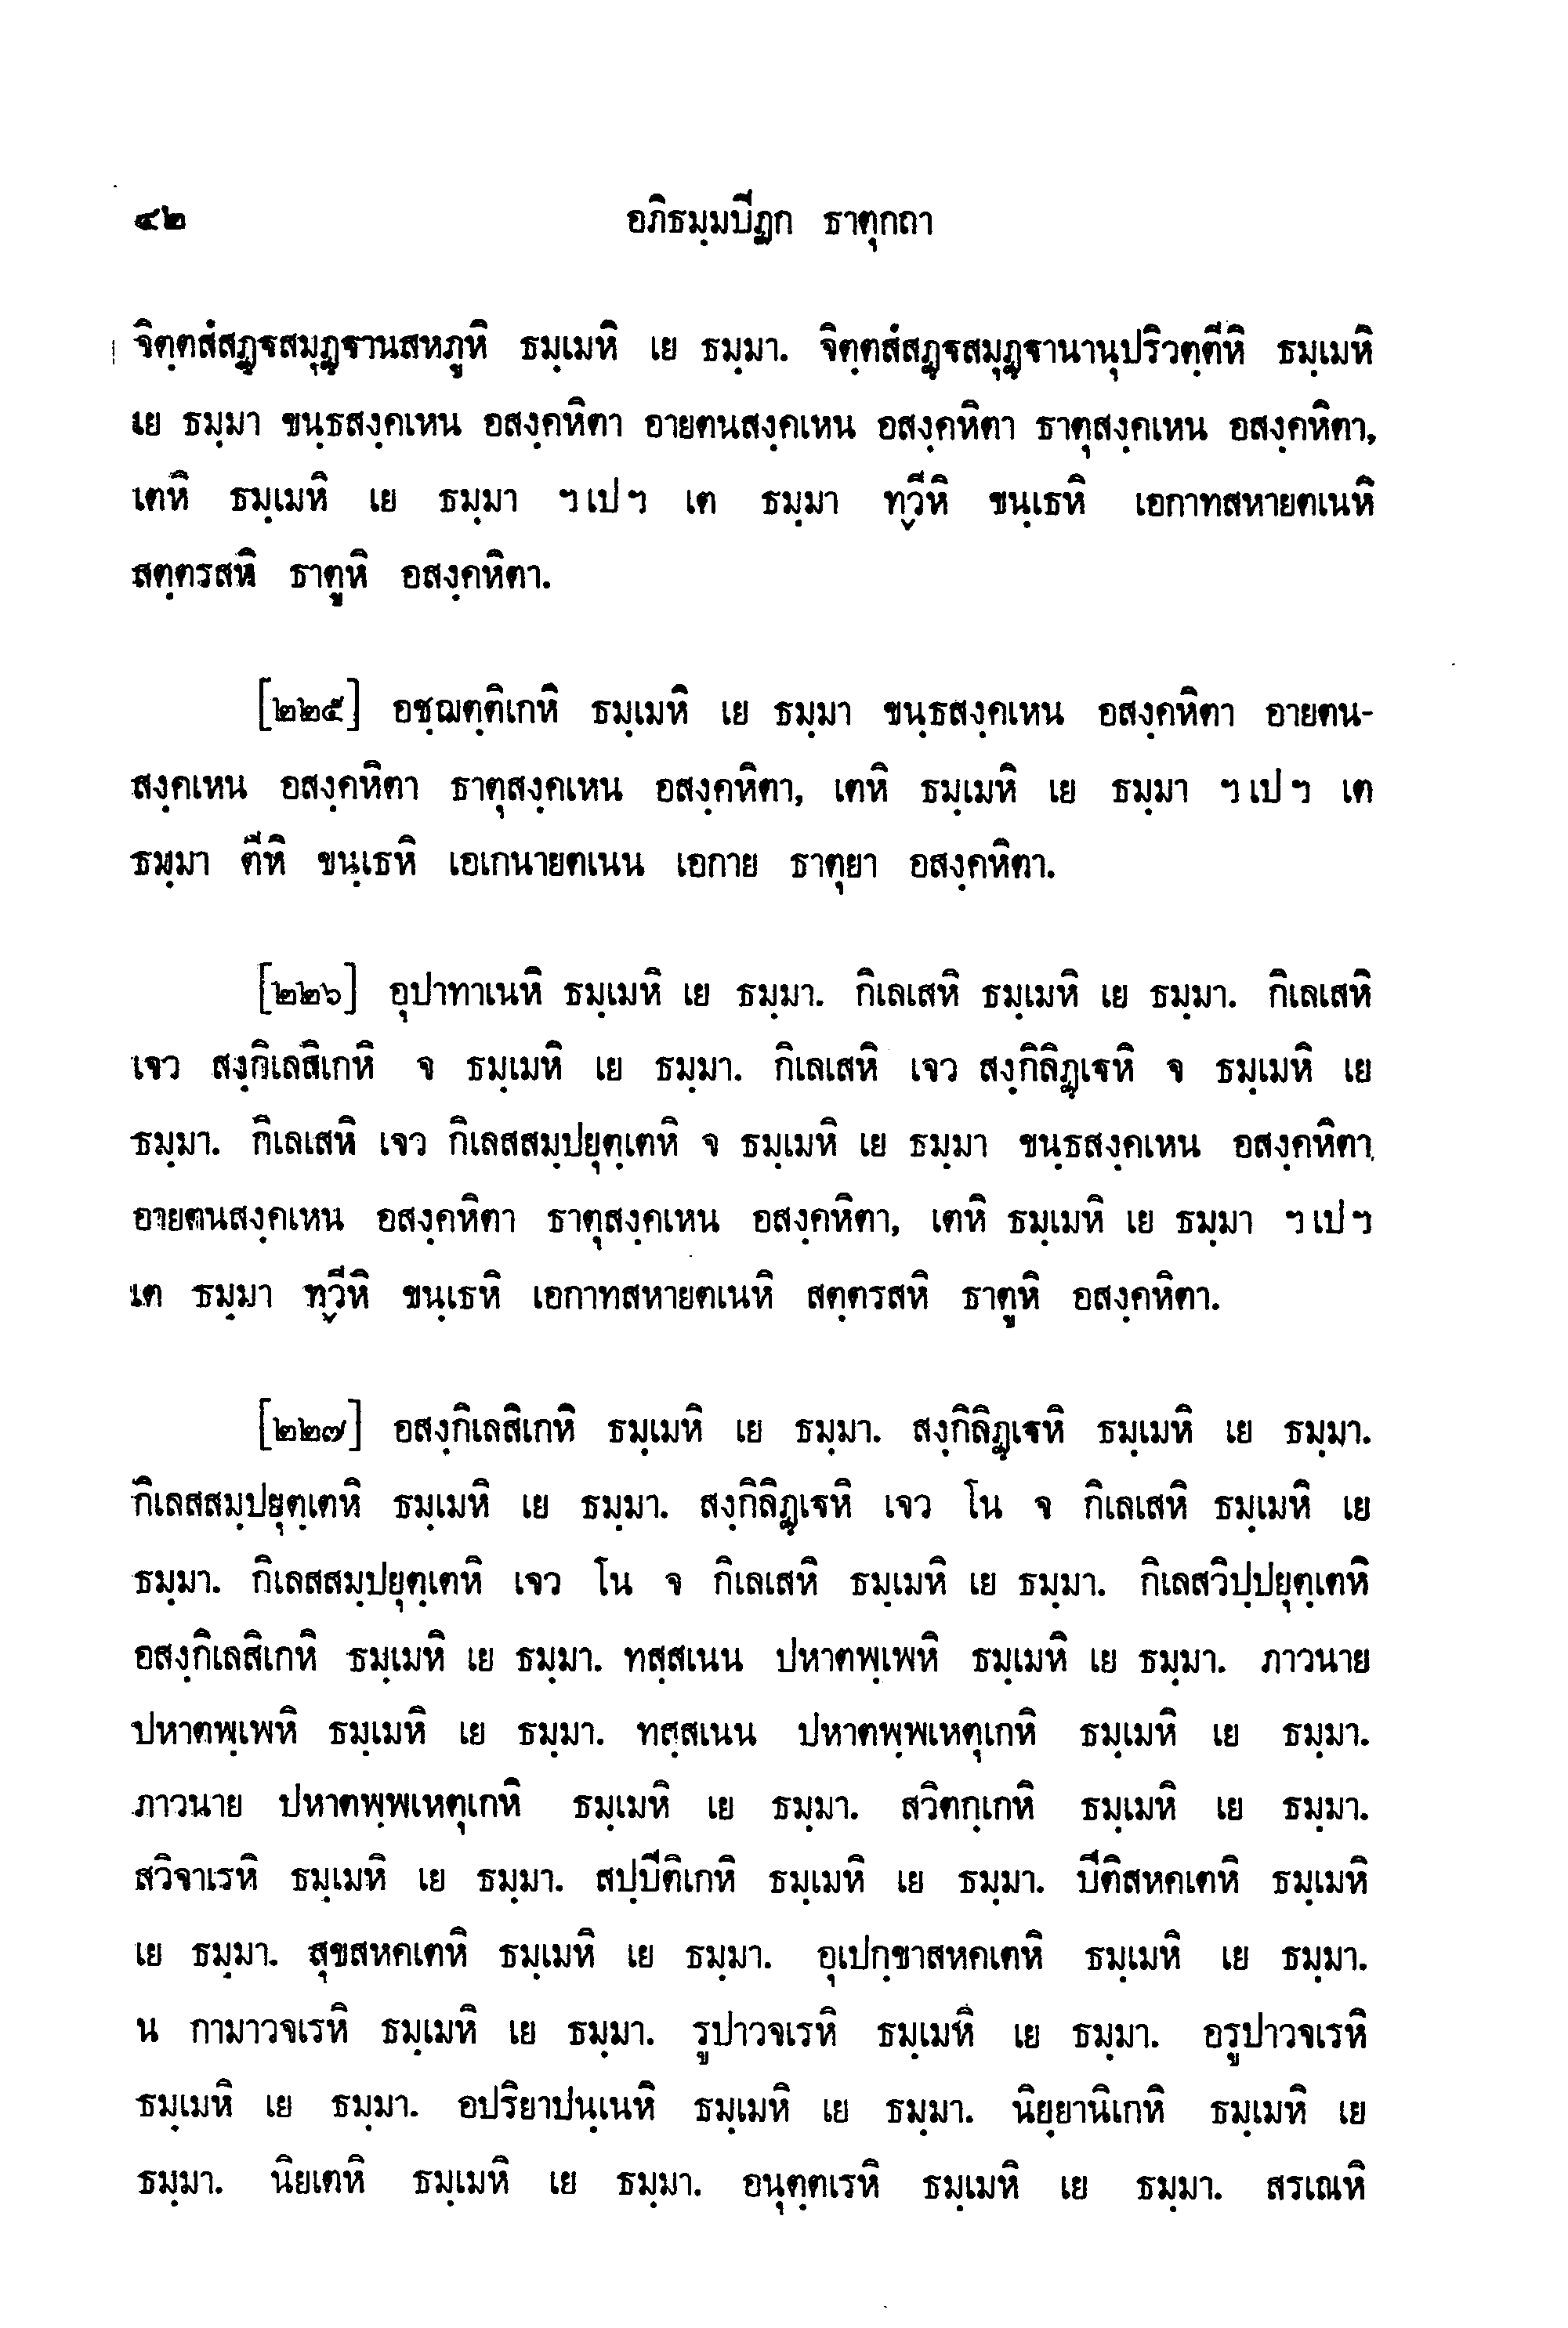 ๔๒ อภิธมฺมปีฏก ธาตุกถา
จิตฺตสํสฏฺฐสมุฏฺฐานสหภูหิ ธมฺเมหิ เย ธมฺมา. จิตฺตสํสฏฺฐสมุฏฺฐานานุปริวตฺตีหิ ธมฺเมหิ
เย ธมฺมา ขนฺธสงฺคเหน อสงฺคหิตา อายตนสงฺคเหน อสงฺคหิตา ธาตุสงฺคเหน อสงฺคหิตา,
เตหิ ธมฺเมหิ เย ธมฺมา ฯ เป ฯ เต ธมฺมา ทฺวีหิ ขนฺเธหิ เอกาทสหายตเนหิ
สตฺตรสหิ ธาตูหิ อสงฺคหิตา.
[๒๒๕] อชฺฌตฺติเกหิ ธมฺเมหิ เย ธมฺมา ขนฺธสงฺคเหน อสงฺคหิตา อายตน-
สงฺคเหน อสงฺคหิตา ธาตุสงฺคเหน อสงฺคหิตา, เตหิ ธมฺเมหิ เย ธมฺมา ฯ เป ฯ เต
ธมฺมา ตีหิ ขนฺเธหิ เอเกนายตเนน เอกาย ธาตุยา อสงฺคหิตา.
[๒๒๖] อุปาทาเนหิ ธมฺเมหิ เย ธมฺมา. กิเลเสหิ ธมฺเมหิ เย ธมฺมา. กิเลเสหิ
เจว สงฺกิเลสิเกหิ จ ธมฺเมหิ เย ธมฺมา. กิเลเสหิ เจว สงฺกิลิฏฺเฐหิ จ ธมฺเมหิ เย
ธมฺมา. กิเลเสหิ เจว กิเลสสมฺปยุตฺเตหิ จ ธมฺเมหิ เย ธมฺมา ขนฺธสงฺคเหน อสงฺคหิตา
อายตนสงฺคเหน อสงฺคหิตา ธาตุสงฺคเหน อสงฺคหิตา, เตหิ ธมฺเมหิ เย ธมฺมา ฯ เป ฯ
เต ธมฺมา ทฺวีหิ ขนฺเธหิ เอกาทสหายตเนหิ สตฺตรสหิ ธาตูหิ อสงฺคหิตา.
[๒๒๗] อสงฺกิเลสิเกหิ ธมฺเมหิ เย ธมฺมา. สงฺกิลิฏฺเฐหิ ธมฺเมหิ เย ธมฺมา.
กิเลสสมฺปยุตฺเตหิ ธมฺเมหิ เย ธมฺมา. สงฺกิลิฏฺเฐหิ เจว โน จ กิเลเสหิ ธมฺเมหิ เย
ธมฺมา. กิเลสสมฺปยุตฺเตหิ เจว โน จ กิเลเสหิ ธมฺเมหิ เย ธมฺมา. กิเลสวิปฺปยุตฺเตหิ
อสงฺกิเลสิเกหิ ธมฺเมหิ เย ธมฺมา. ทสฺสเนน ปหาตพฺเพหิ ธมฺเมหิ เย ธมฺมา. ภาวนาย
ปหาตพฺเพหิ ธมฺเมหิ เย ธมฺมา. ทสฺสเนน ปหาตพฺพเหตุเกหิ ธมฺเมหิ เย ธมฺมา.
ภาวนาย ปหาตพฺพเหตุเกหิ ธมฺเมหิ เย ธมฺมา. สวิตกฺเกหิ ธมฺเมหิ เย ธมฺมา.
สวิจาเรหิ ธมฺเมหิ เย ธมฺมา. สปฺปีติเกหิ ธมฺเมหิ เย ธมฺมา. ปีติสหคเตหิ ธมฺเมหิ
เย ธมฺมา. สุขสหคเตหิ ธมฺเมหิ เย ธมฺมา. อุเปกฺขาสหคเตหิ ธมฺเมหิ เย ธมฺมา.
น กามาวจเรหิ ธมฺเมหิ เย ธมฺมา. รูปาวจเรหิ ธมฺเมหิ เย ธมฺมา. อรูปาวจเรหิ
ธมฺเมหิ เย ธมฺมา. อปริยาปนฺเนหิ ธมฺเมหิ เย ธมฺมา. นิยฺยานิเกหิ ธมฺเมหิ เย
ธมฺมา. นิยเตหิ ธมฺเมหิ เย ธมฺมา. อนุตฺตเรหิ ธมฺเมหิ เย ธมฺมา. สรเณหิ